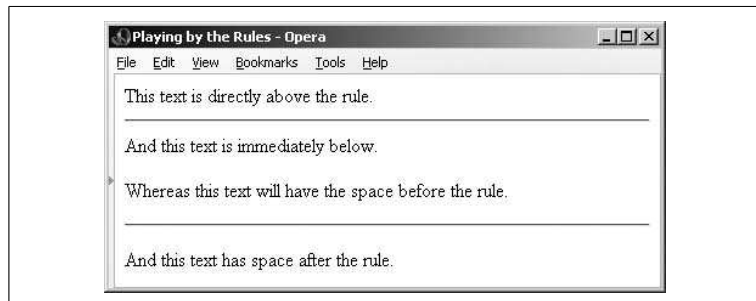 Playing by the Rules - Opera
File Edit View Bookmarks Tools Help
This text is directly above the rule.
And this text is immediately below.
Whereas this text will have the space before the rule.
And this text has space after the rule.